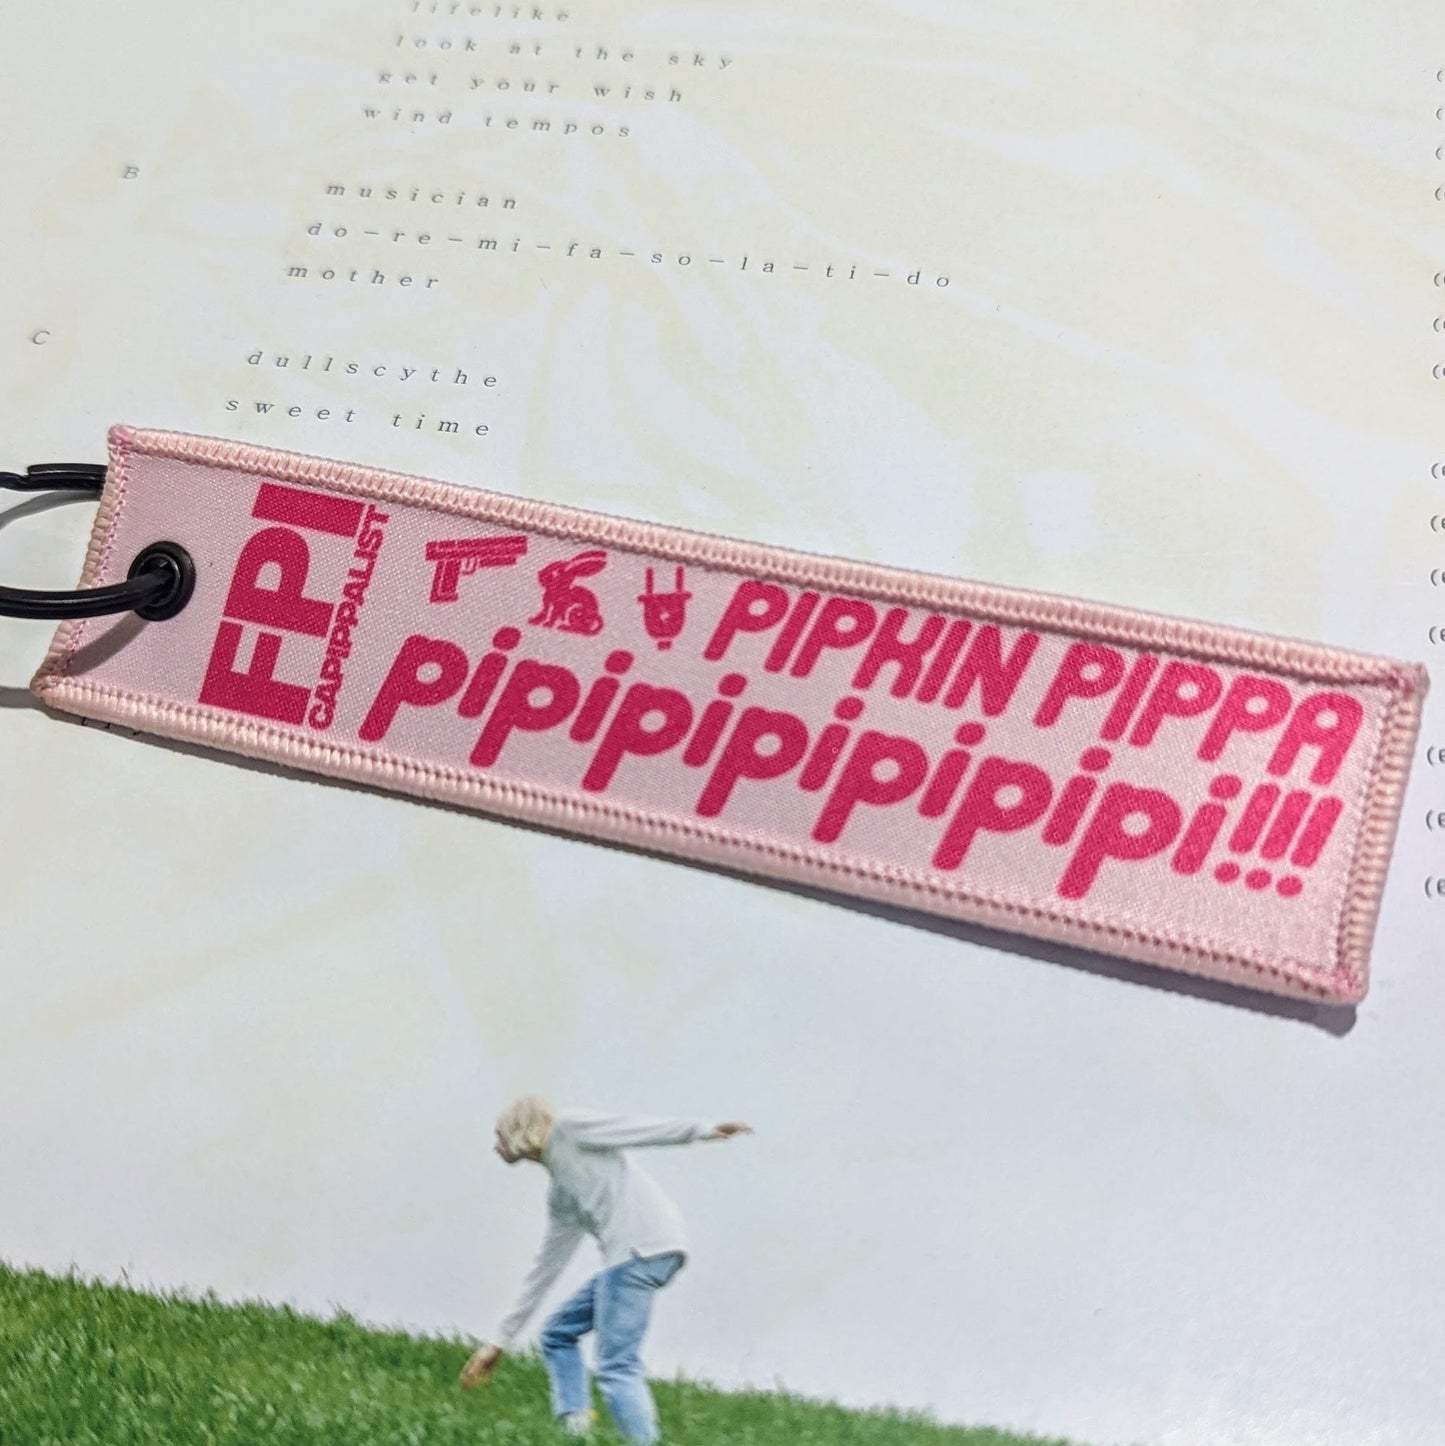 lifelike
look at the sky
get your wish
wind tempos
B
musician
do-re-mi-fa-so-la-ti-do
mother
C
dullscythe
sweet time
FPI
CAPIPPALIST
PIPKIN PIPPA
pipipipipipipi!!!